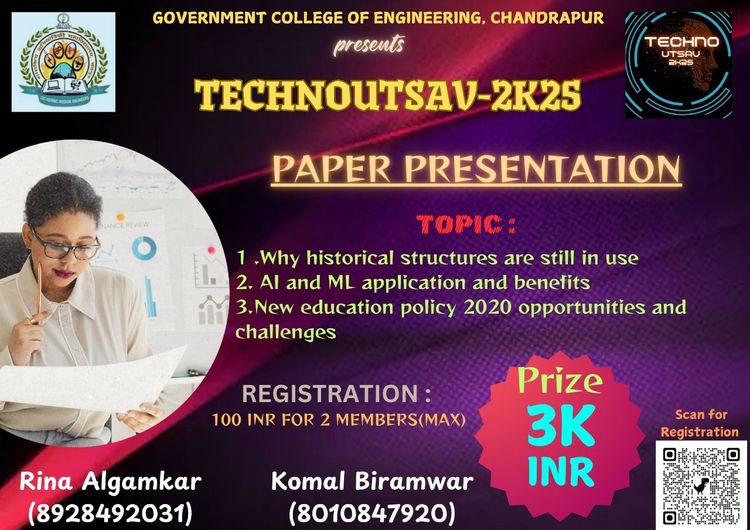 GOVERNMENT COLLEGE OF ENGINEERING, CHANDRAPUR
presents
TECHNO
UTSAV
2K25
TECHNOUTSAV-2K25
PAPER PRESENTATION
TOPIC :
1 .Why historical structures are still in use
2. AI and ML application and benefits
3.New education policy 2020 opportunities and
challenges
REGISTRATION :
100 INR FOR 2 MEMBERS(MAX)
Prize
3K
INR
Scan for
Registration
Rina Algamkar
(8928492031)
Komal Biramwar
(8010847920)